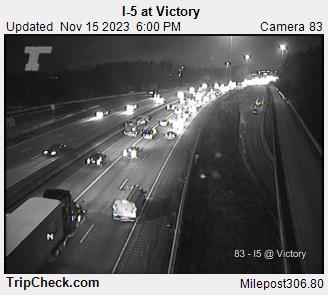 I-5 at Victory
Updated Nov 15 2023 6:00 PM Camera 83
T
N
83 - I5 @ Victory
TripCheck.com Milepost306.80